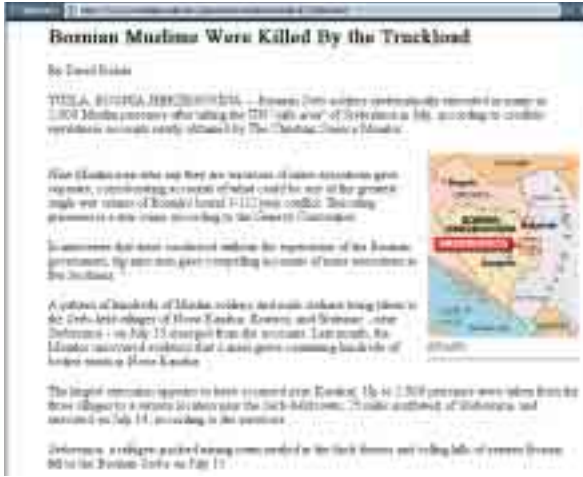 Bosnian Muslims Were Killed By the Truckload
By David Rohde
TUZLA, BOSNIA HERZEGOVINA -- Bosnian Serb soldiers systematically executed as many as
2,000 Muslim prisoners after taking the UN "safe area" of Srebrenica in July, according to credible
eyewitness accounts newly obtained by The Christian Science Monitor.
Nine Muslim men who say they are survivors of mass executions gave
separate, corroborating accounts of what could be one of the greatest
single war crimes of Bosnia's brutal 3-1/2 year conflict. Executing
prisoners is a war crime according to the Geneva Convention.
In interviews that were conducted without the supervision of the Bosnian
government, the nine men gave compelling accounts of mass executions in
five locations.
A pattern of hundreds of Muslim soldiers and male civilians being taken to
the Serb-held villages of Nova Kasaba, Kravica, and Bratunac near
Srebrenica - on July 13 emerged from the accounts. Last month, the
Monitor uncovered evidence that a mass grave containing hundreds of
bodies exists in Nova Kasaba.
The largest execution appears to have occurred near Karakaj. Up to 2,000 prisoners were taken from the
three villages to a remote location near the Serb-held town, 25 miles northwest of Srebrenica, and
executed on July 14, according to the survivors.
Srebrenica, a refugee-packed mining town nestled in the thick forests and rolling hills of eastern Bosnia
fell to the Bosnian Serbs on July 11